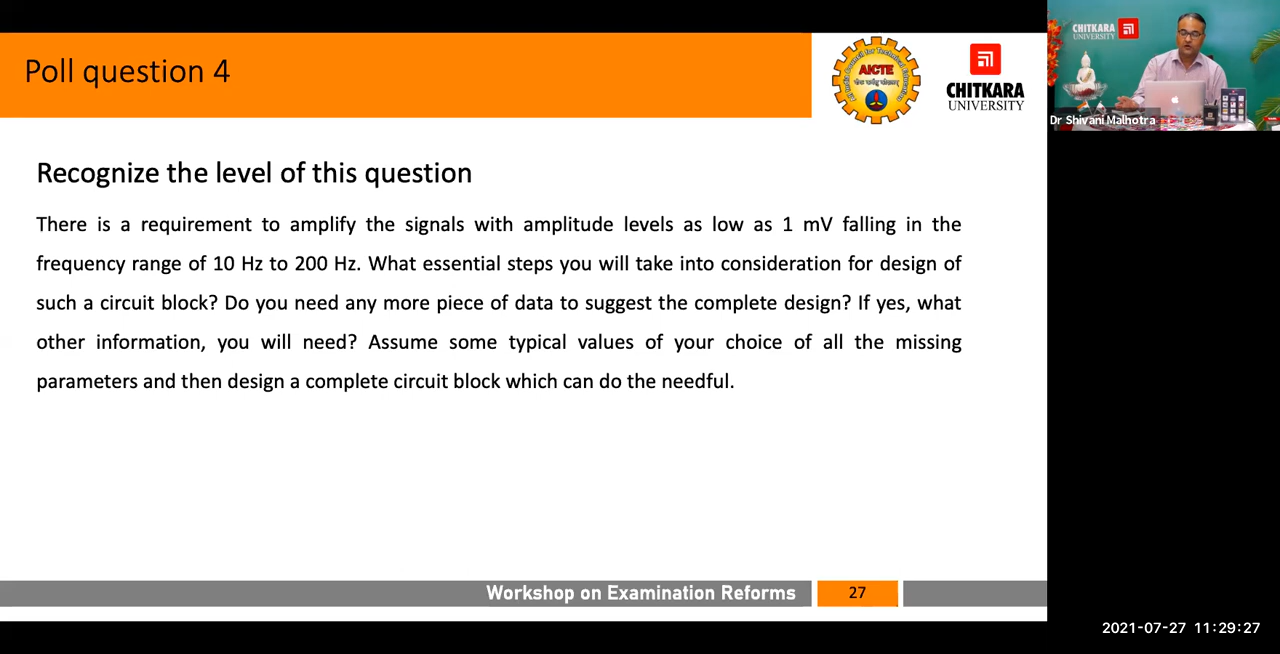 Poll question 4
AICTE
CHITKARA
UNIVERSITY
CHITKARA
UNIVERSITY
Dr Shivani Malhotra
Recognize the level of this question
There is a requirement to amplify the signals with amplitude levels as low as 1 mV falling in the
frequency range of 10 Hz to 200 Hz. What essential steps you will take into consideration for design of
such a circuit block? Do you need any more piece of data to suggest the complete design? If yes, what
other information, you will need? Assume some typical values of your choice of all the missing
parameters and then design a complete circuit block which can do the needful.
Workshop on Examination Reforms
27
2021-07-27 11:29:27